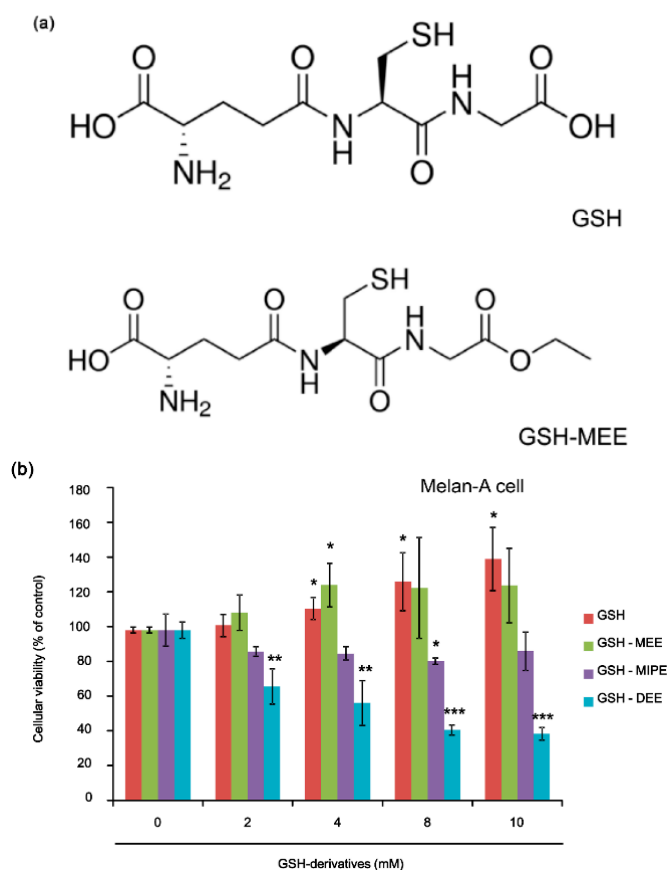 (a)
SH
O
O
H
N
O
HO
N
H
OH
NH2
O
GSH
SH
O
O
H
N
O
HO
N
H
O
NH2
O
GSH-MEE
(b)
Melan-A cell
180
160
140
120
100
80
60
40
20
0
Cellular viability (% of control)
**
*
*
**
*
*
***
*
***
GSH
GSH - MEE
GSH - MIPE
GSH - DEE
0 2 4 8 10
GSH-derivatives (mM)